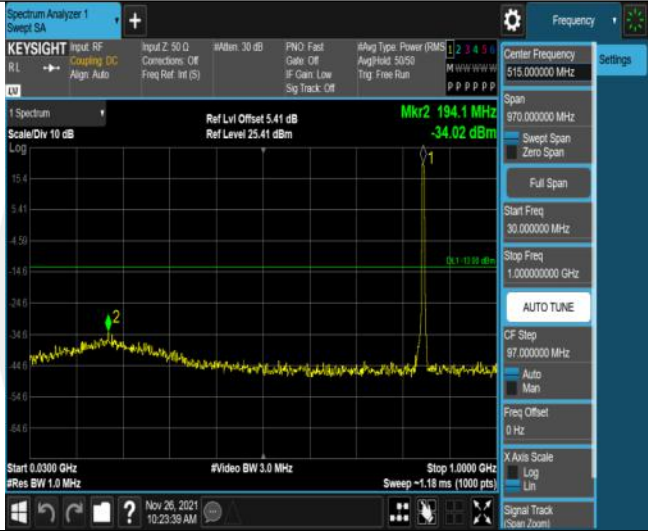 Spectrum Analyzer 1
Swept SA
+
Frequency
KEYSIGHT
RL
LV
Input: RF
Coupling: DC
Align: Auto
Input Z: 50 Ω
Corrections: Off
Freq Ref: Int (S)
#Atten: 30 dB
PNO: Fast
Gate: Off
IF Gain: Low
Sig Track: Off
#Avg Type: Power (RMS
Avg|Hold: 50/50
Trig: Free Run
1 2 3 4 5 6
M W W W W W
P P P P P P
1 Spectrum
Scale/Div 10 dB
Log
Ref Lvl Offset 5.41 dB
Ref Level 25.41 dBm
Mkr2 194.1 MHz
-34.02 dBm
1
15.4
5.41
-4.59
DL1 -13.00 dBm
-14.6
-24.6
2
-34.6
-44.6
-54.6
-64.6
Start 0.0300 GHz
#Res BW 1.0 MHz
#Video BW 3.0 MHz
Stop 1.0000 GHz
Sweep ~1.18 ms (1000 pts)
?
Nov 26, 2021
10:23:39 AM
Center Frequency
515.000000 MHz
Settings
Span
970.000000 MHz
Swept Span
Zero Span
Full Span
Start Freq
30.000000 MHz
Stop Freq
1.000000000 GHz
AUTO TUNE
CF Step
97.000000 MHz
Auto
Man
Freq Offset
0 Hz
X Axis Scale
Log
Lin
Signal Track
(Span Zoom)